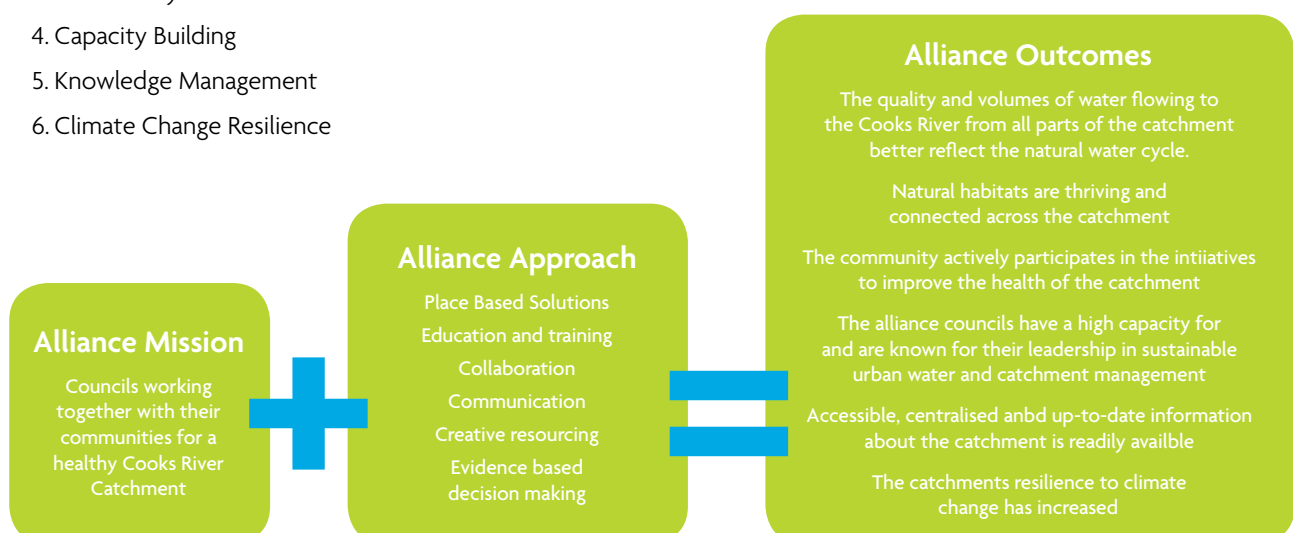 4. Capacity Building
5. Knowledge Management
6. Climate Change Resilience
Alliance Mission
Councils working
together with their
communities for a
healthy Cooks River
Catchment
Alliance Approach
Place Based Solutions
Education and training
Collaboration
Communication
Creative resourcing
Evidence based
decision making
Alliance Outcomes
The quality and volumes of water flowing to
the Cooks River from all parts of the catchment
better reflect the natural water cycle.
Natural habitats are thriving and
connected across the catchment
The community actively participates in the intiiatives
to improve the health of the catchment
The alliance councils have a high capacity for
and are known for their leadership in sustainable
urban water and catchment management
Accessible, centralised anbd up-to-date information
about the catchment is readily availble
The catchments resilience to climate
change has increased